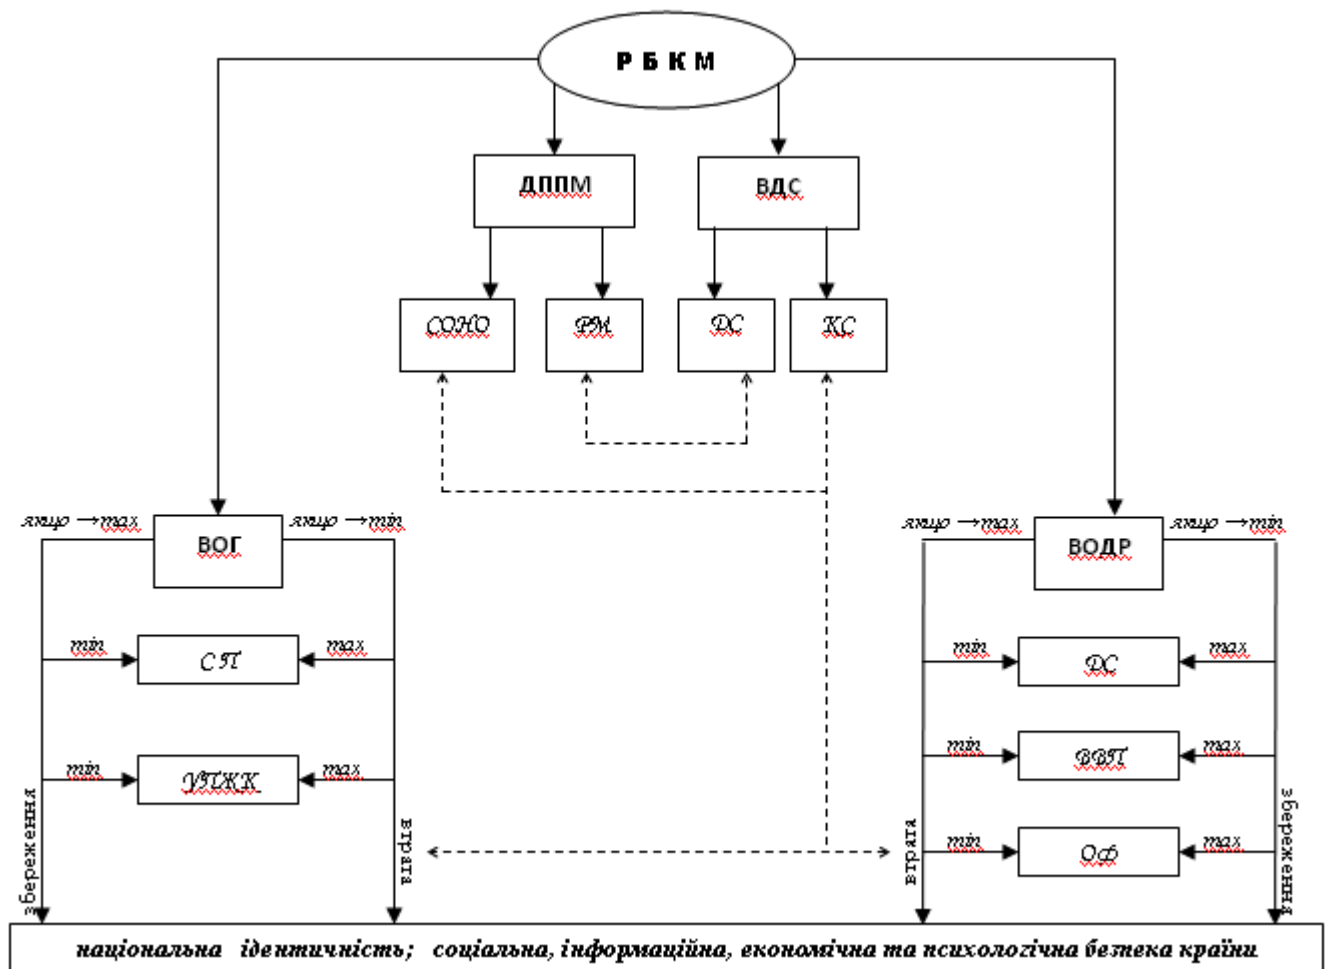 Р Б К М
ДППМ ВДС
СОНО РМ ДС КС
якщо →max ВОГ якщо →min
якщо →max ВОДР якщо →min
min СП max
min ДС max
min ВВП max
min УПЖК max
min ОФ max
збереження
втрата
втрата
збереження
національна ідентичність; соціальна, інформаційна, економічна та психологічна безпека країни